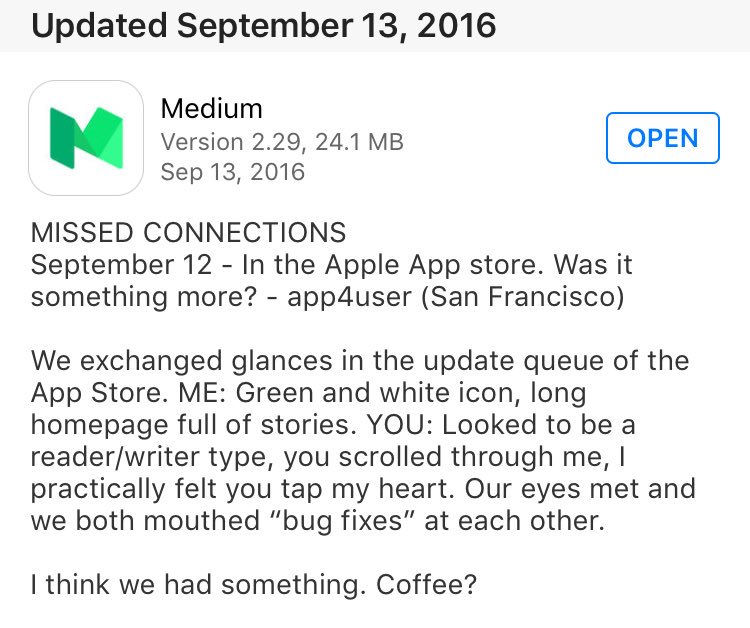 Updated September 13, 2016
Medium
Version 2.29, 24.1 MB
Sep 13, 2016
OPEN
MISSED CONNECTIONS
September 12 - In the Apple App store. Was it
something more? - app4user (San Francisco)
We exchanged glances in the update queue of the
App Store. ME: Green and white icon, long
homepage full of stories. YOU: Looked to be a
reader/writer type, you scrolled through me, I
practically felt you tap my heart. Our eyes met and
we both mouthed “bug fixes” at each other.
I think we had something. Coffee?